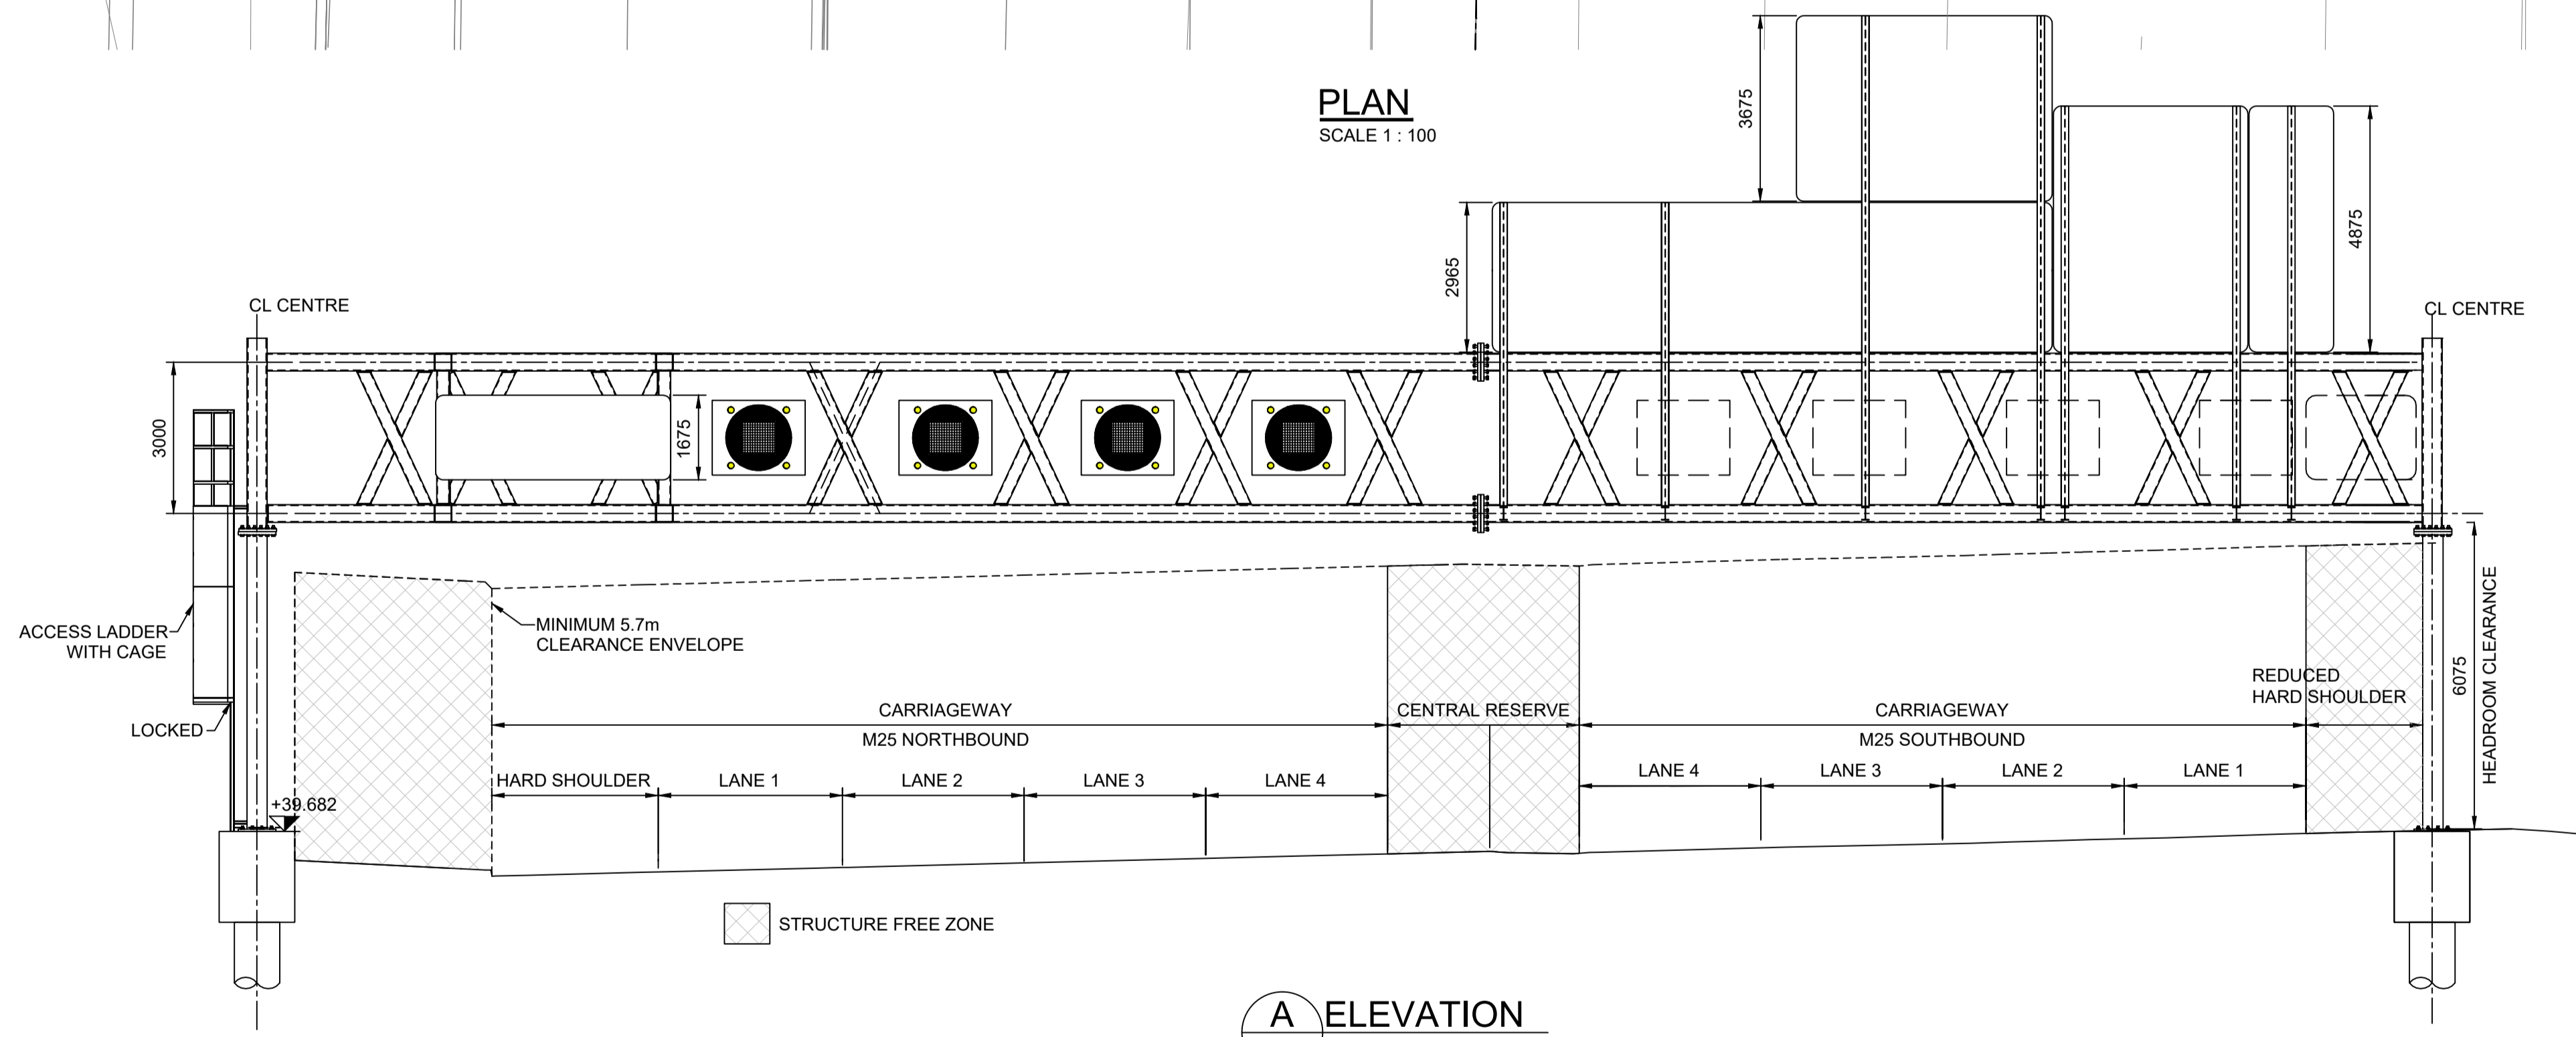 PLAN
SCALE 1 : 100
3675
2965
4875
CL CENTRE
CL CENTRE
3000
1675
ACCESS LADDER
WITH CAGE
LOCKED
MINIMUM 5.7m
CLEARANCE ENVELOPE
+39.682
CARRIAGEWAY
M25 NORTHBOUND
CENTRAL RESERVE
CARRIAGEWAY
M25 SOUTHBOUND
REDUCED
HARD SHOULDER
6075
HEADROOM CLEARANCE
HARD SHOULDER
LANE 1
LANE 2
LANE 3
LANE 4
LANE 4
LANE 3
LANE 2
LANE 1
STRUCTURE FREE ZONE
A
ELEVATION